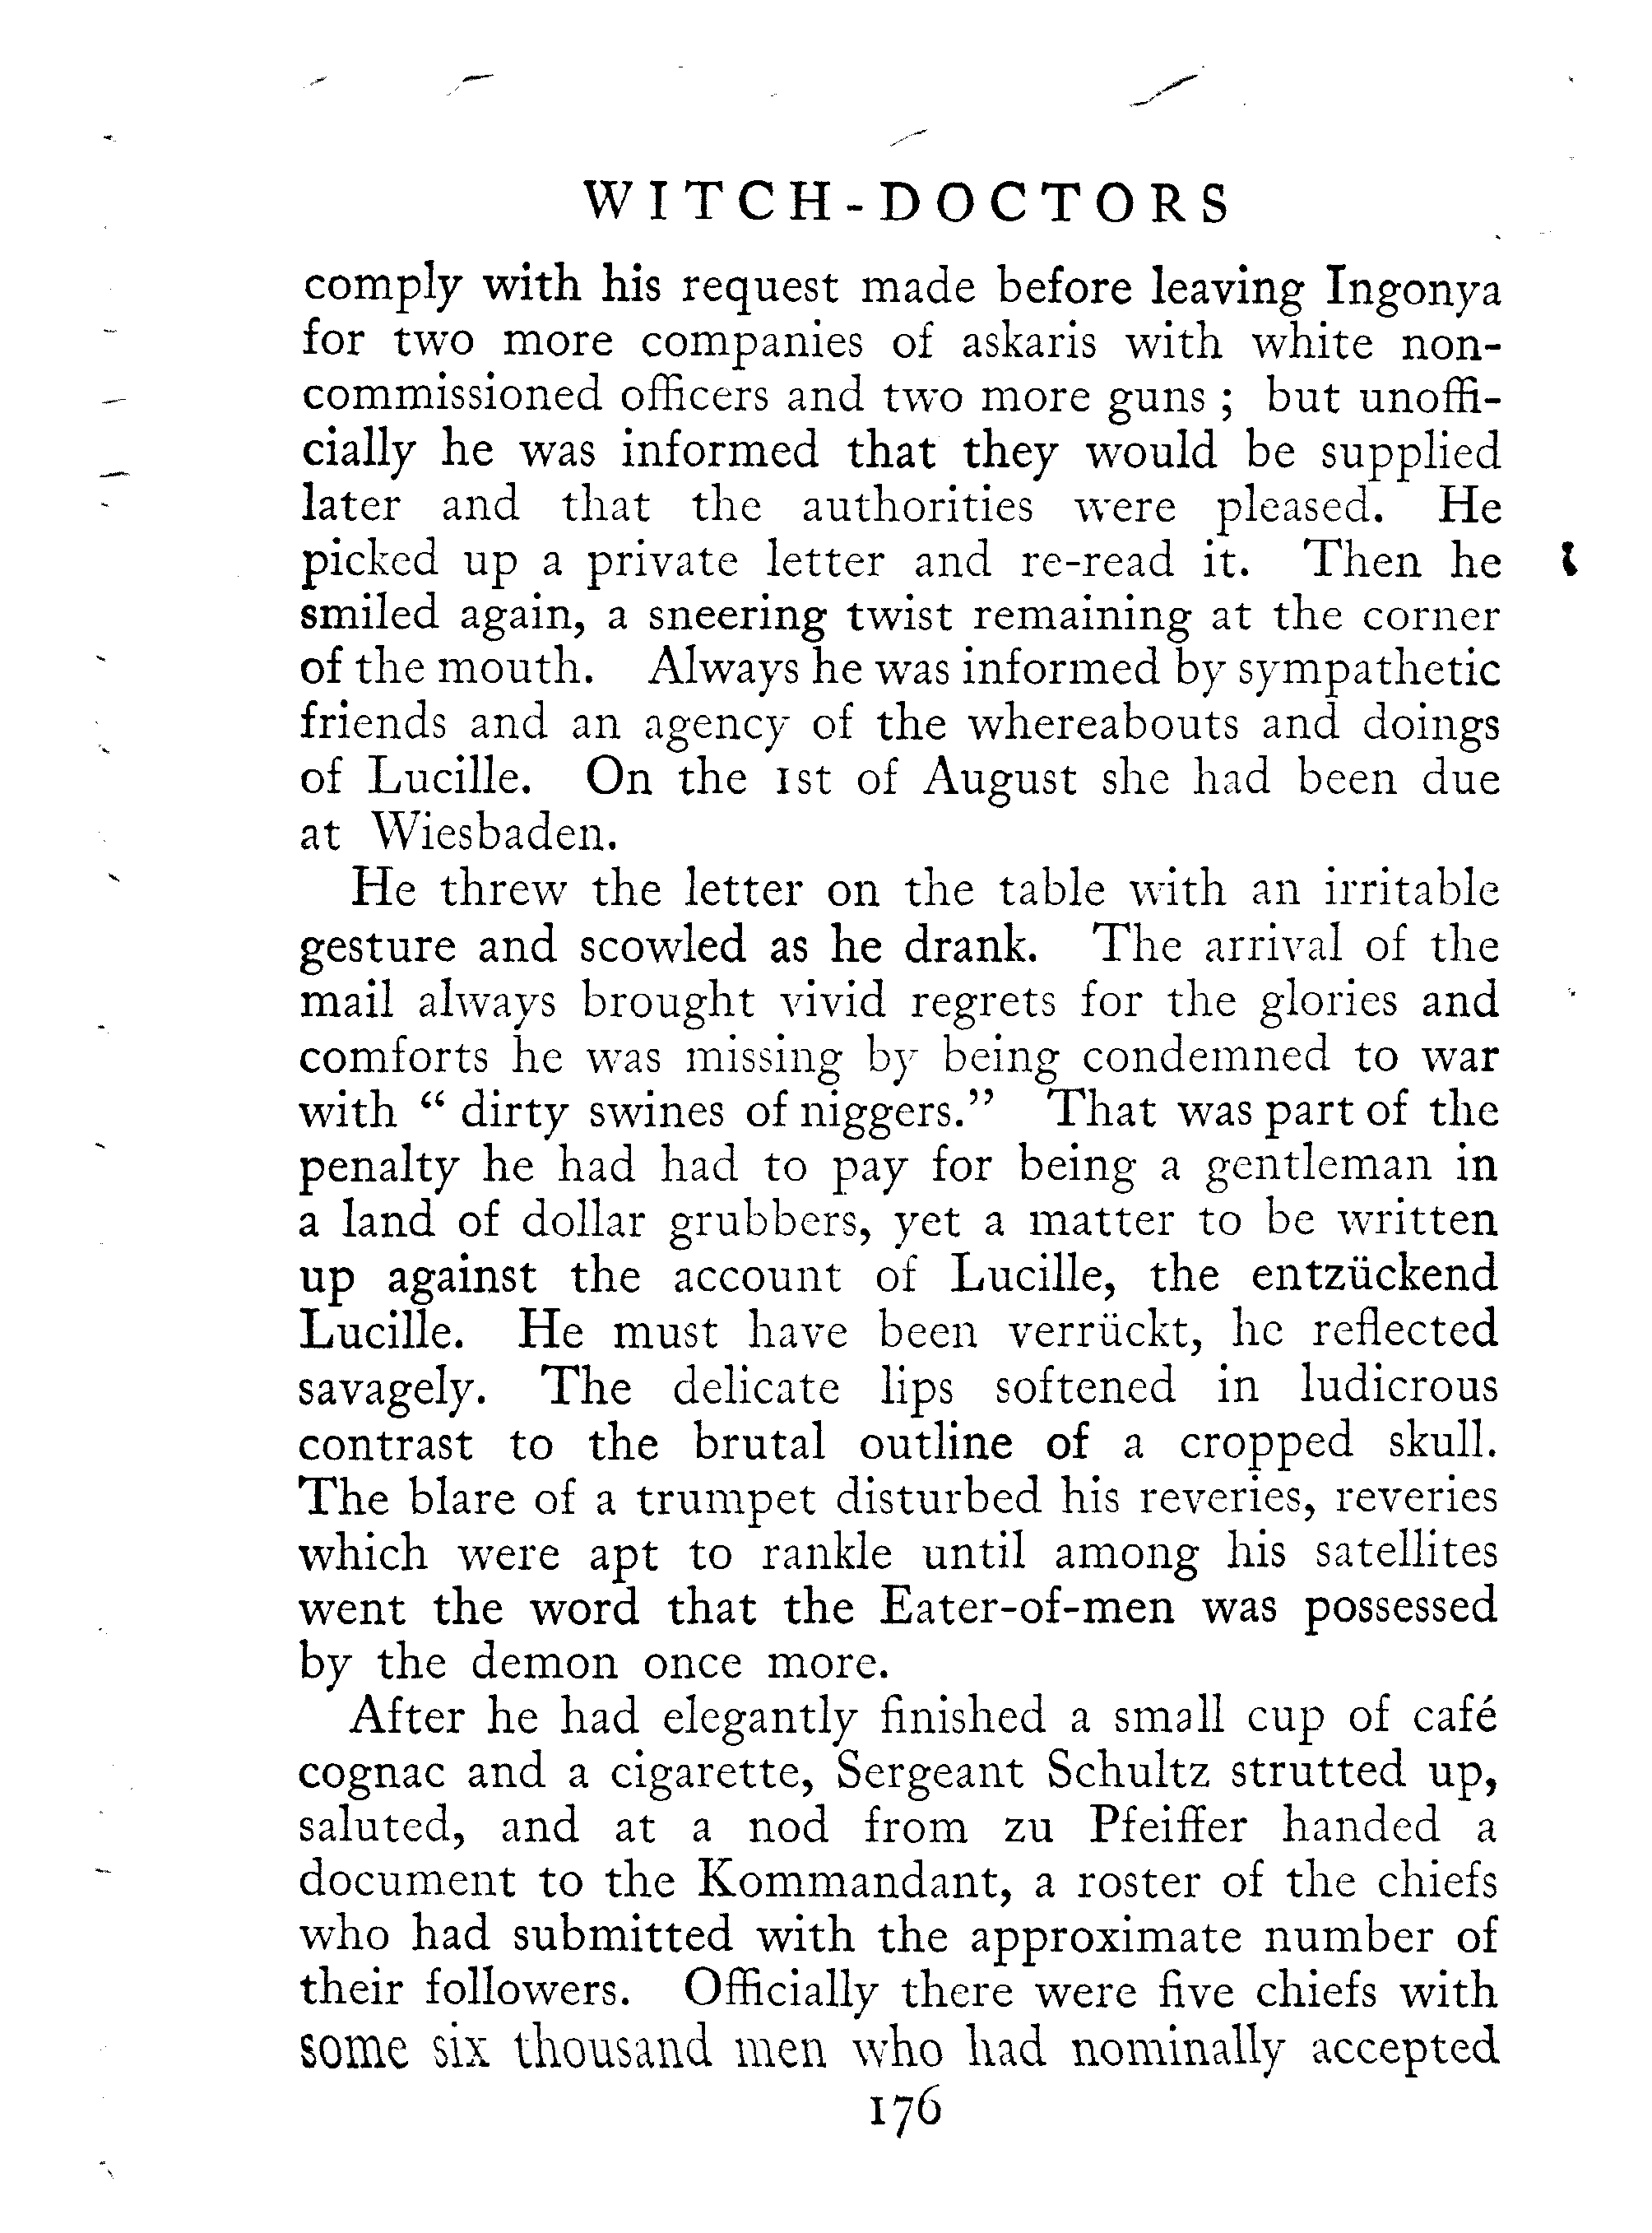 WITCH-DOCTORS
comply with his request made before leaving Ingonya
for two more companies of askaris with white non-
commissioned officers and two more guns ; but unoffi-
cially he was informed that they would be supplied
later and that the authorities were pleased. He
picked up a private letter and re-read it. Then he
smiled again, a sneering twist remaining at the corner
of the mouth. Always he was informed by sympathetic
friends and an agency of the whereabouts and doings
of Lucille. On the 1st of August she had been due
at Wiesbaden.
He threw the letter on the table with an irritable
gesture and scowled as he drank. The arrival of the
mail always brought vivid regrets for the glories and
comforts he was missing by being condemned to war
with “ dirty swines of niggers.” That was part of the
penalty he had had to pay for being a gentleman in
a land of dollar grubbers, yet a matter to be written
up against the account of Lucille, the entzückend
Lucille. He must have been verrückt, he reflected
savagely. The delicate lips softened in ludicrous
contrast to the brutal outline of a cropped skull.
The blare of a trumpet disturbed his reveries, reveries
which were apt to rankle until among his satellites
went the word that the Eater-of-men was possessed
by the demon once more.
After he had elegantly finished a small cup of café
cognac and a cigarette, Sergeant Schultz strutted up,
saluted, and at a nod from zu Pfeiffer handed a
document to the Kommandant, a roster of the chiefs
who had submitted with the approximate number of
their followers. Officially there were five chiefs with
some six thousand men who had nominally accepted
176